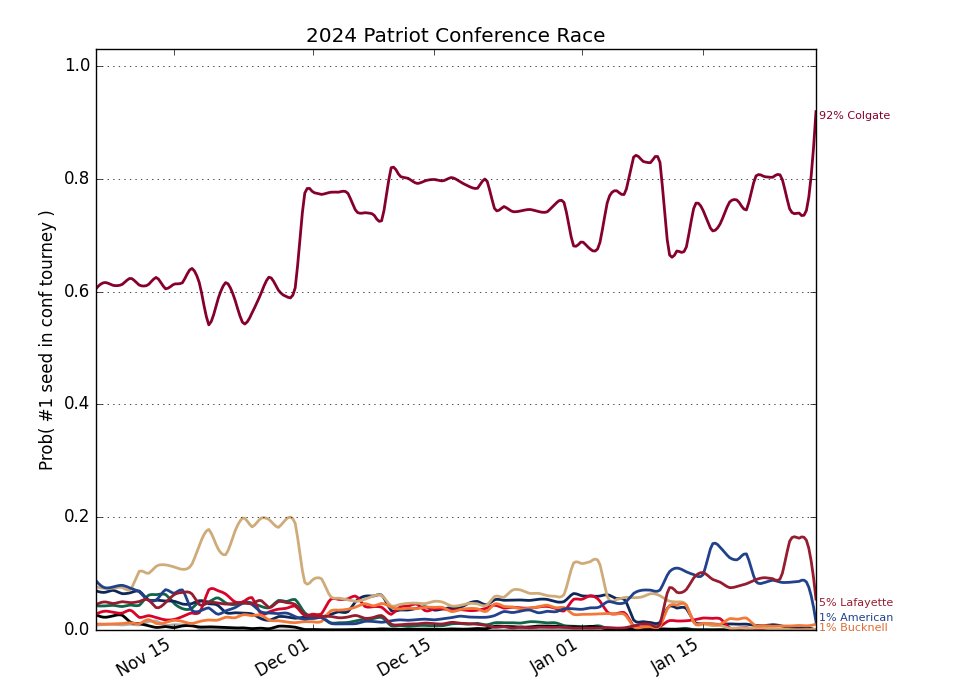 2024 Patriot Conference Race
Prob( #1 seed in conf tourney )
1.0
0.8
0.6
0.4
0.2
0.0
92% Colgate
5% Lafayette
1% American
1% Bucknell
Nov 15
Dec 01
Dec 15
Jan 01
Jan 15